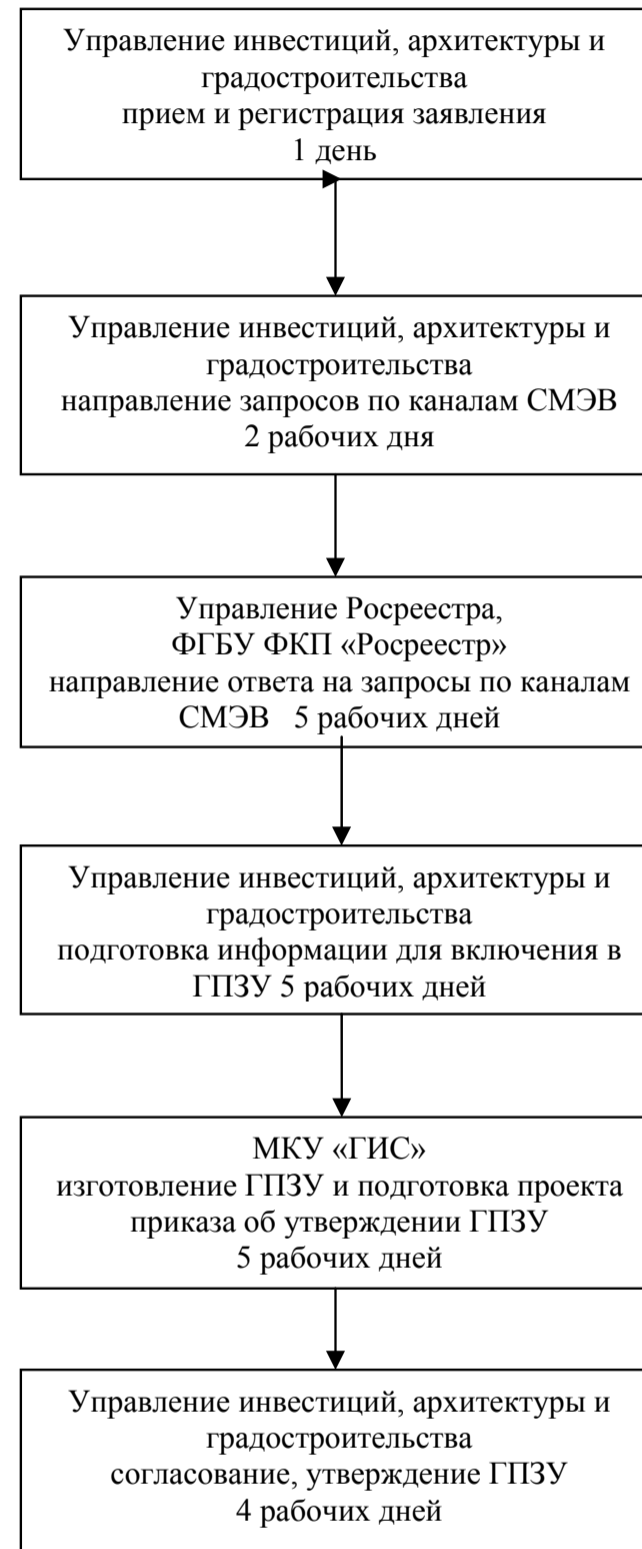 Управление инвестиций, архитектуры и
градостроительства
прием и регистрация заявления
1 день
Управление инвестиций, архитектуры и
градостроительства
направление запросов по каналам СМЭВ
2 рабочих дня
Управление Росреестра,
ФГБУ ФКП «Росреестр»
направление ответа на запросы по каналам
СМЭВ 5 рабочих дней
Управление инвестиций, архитектуры и
градостроительства
подготовка информации для включения в
ГПЗУ 5 рабочих дней
МКУ «ГИС»
изготовление ГПЗУ и подготовка проекта
приказа об утверждении ГПЗУ
5 рабочих дней
Управление инвестиций, архитектуры и
градостроительства
согласование, утверждение ГПЗУ
4 рабочих дней